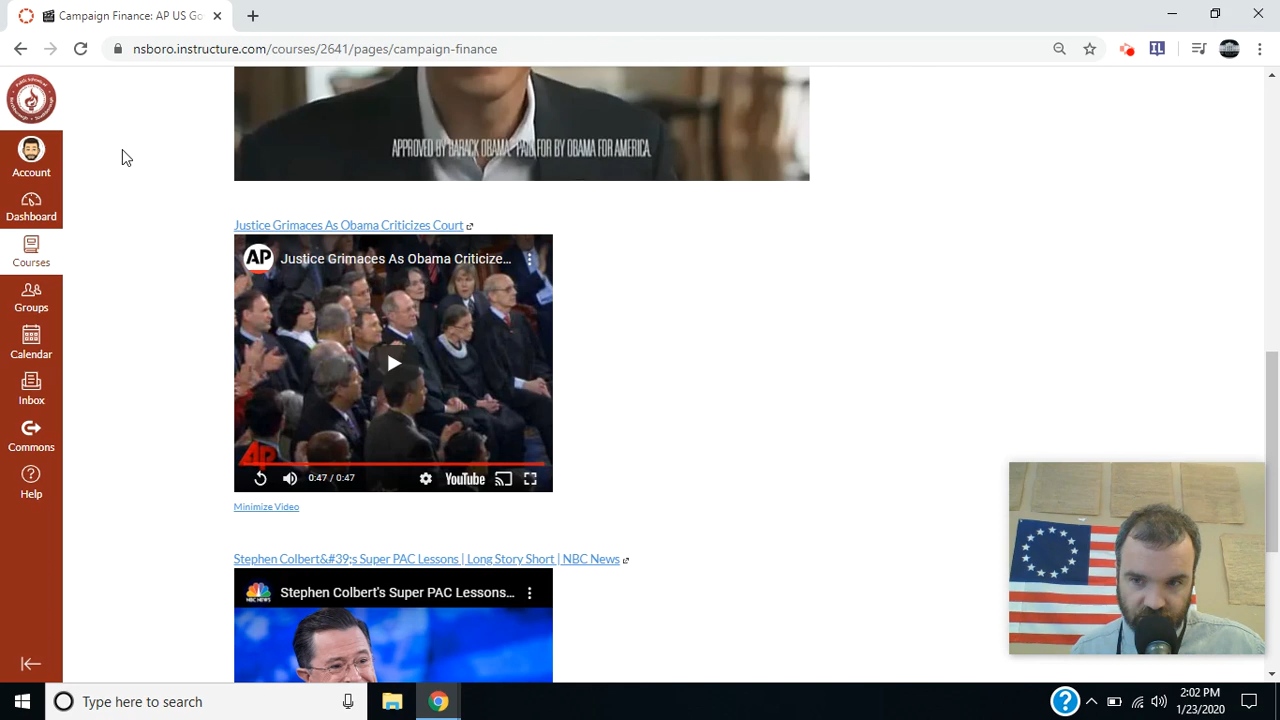 Campaign Finance: AP US Go
nsboro.instructure.com/courses/2641/pages/campaign-finance
IL
Account
Dashboard
Courses
Groups
Calendar
Inbox
Commons
Help
APPROVED BY BARACK OBAMA. PAID FOR BY OBAMA FOR AMERICA.
Justice Grimaces As Obama Criticizes Court
AP Justice Grimaces As Obama Criticize...
AP
0:47 / 0:47 YouTube
Minimize Video
Stephen Colbert&#39;s Super PAC Lessons | Long Story Short | NBC News
NBC NEWS Stephen Colbert's Super PAC Lessons...
Type here to search
2:02 PM
1/23/2020